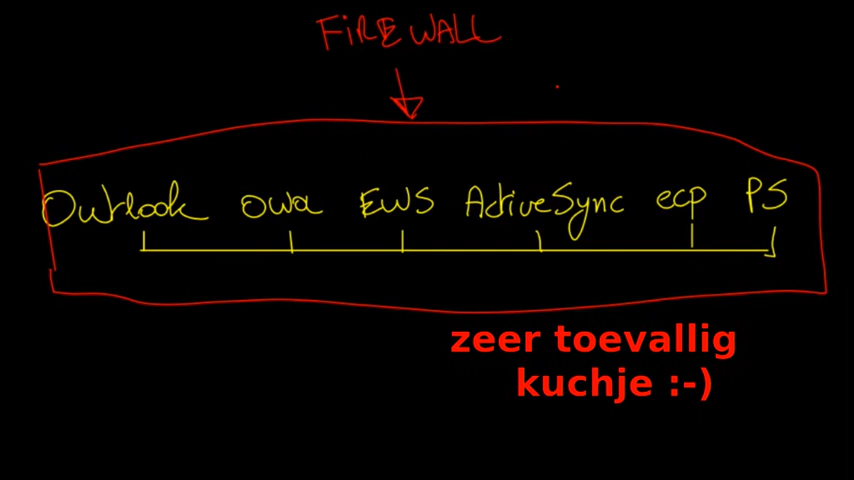 FIREWALL
Outlook owa EWS ActiveSync ecp PS
zeer toevallig
kuchje :-)